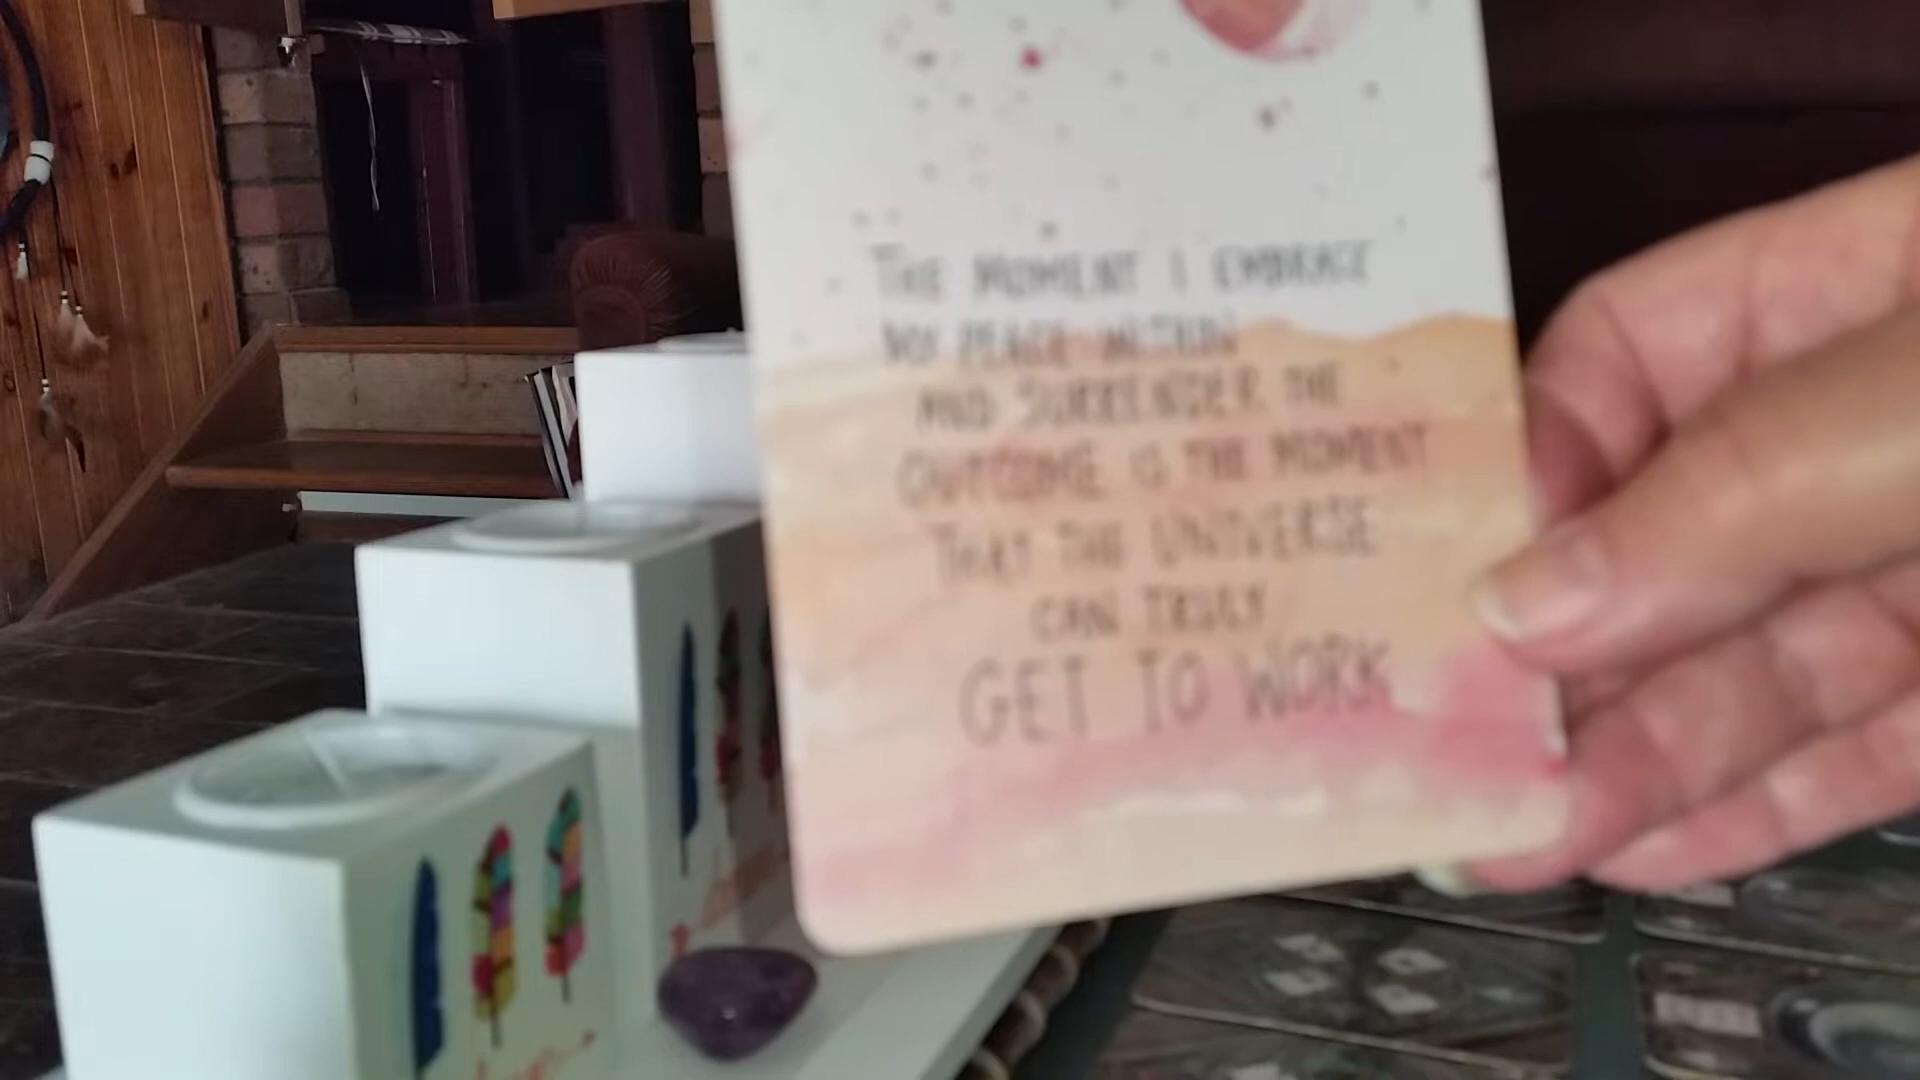 THE MOMENT I EMBRACE
MY PEACE WITHIN
AND SURRENDER THE
OUTCOME IS THE MOMENT
THAT THE UNIVERSE
CAN TRULY
GET TO WORK